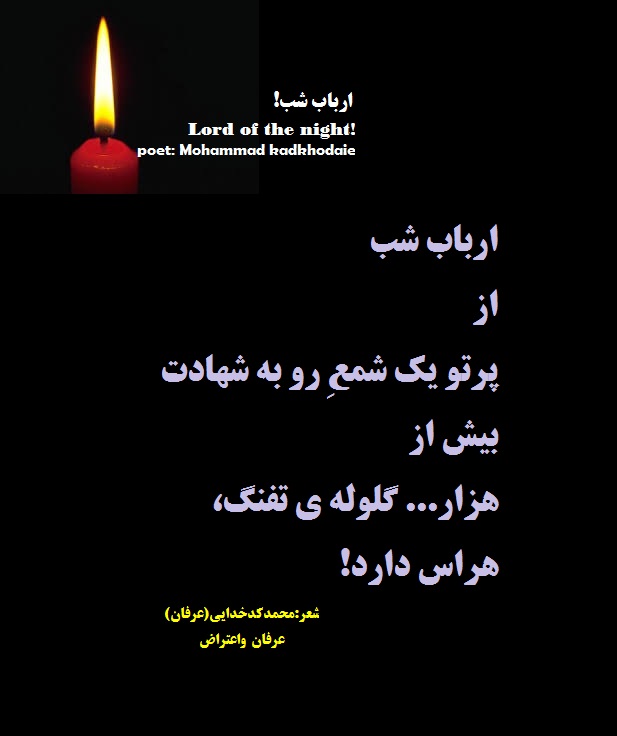 ارباب شب!
Lord of the night!
poet: Mohammad kadkhodaie
ارباب شب
از
پرتو یک شمعِ رو به شهادت
بیش از
هزار... گلوله ی تفنگ،
هراس دارد!
شعر:محمدکدخدایی(عرفان)
عرفان واعتراض